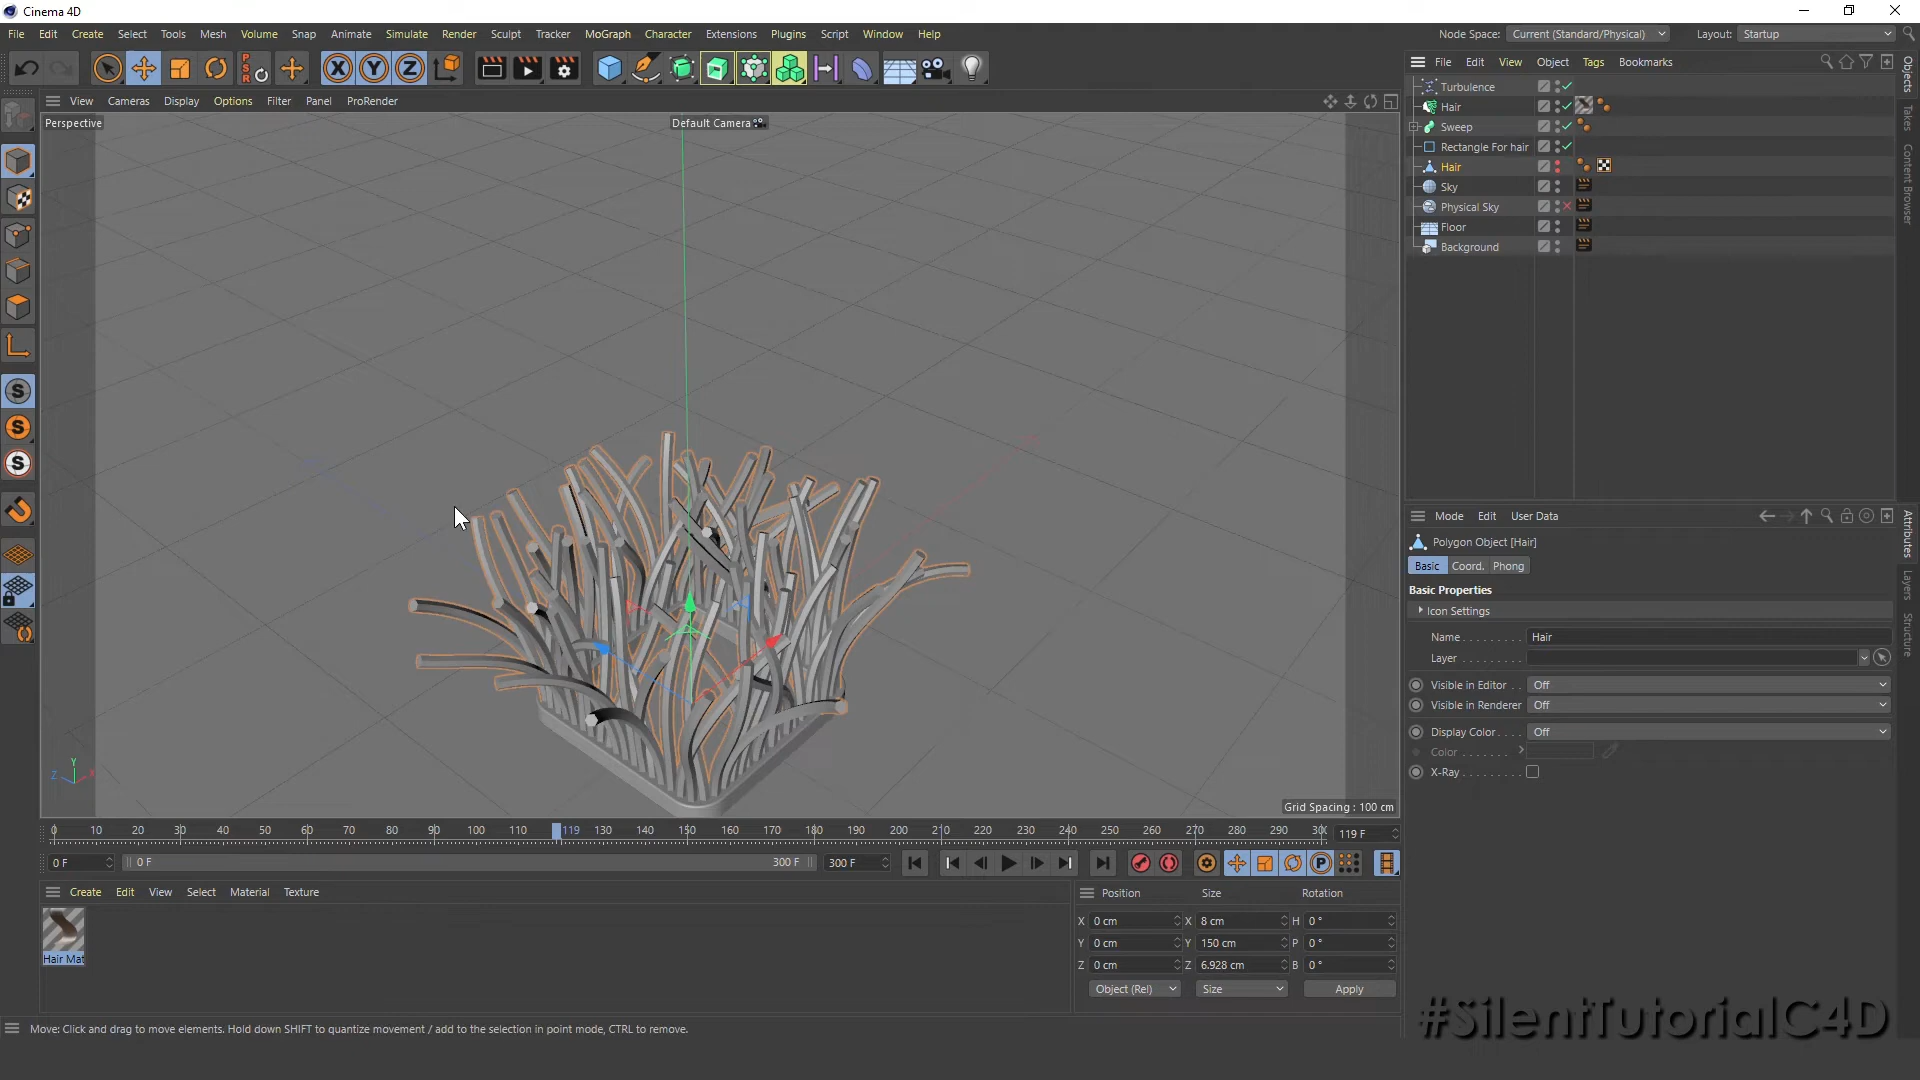 Cinema 4D
File Edit Create Select Tools Mesh Volume Snap Animate Simulate Render Sculpt Tracker MoGraph Character Extensions Plugins Script Window Help
Node Space: Current (Standard/Physical) Layout: Startup
P S R
X Y Z
File Edit View Object Tags Bookmarks
Turbulence
Hair
Sweep
Rectangle For hair
Hair
Sky
Physical Sky
Floor
Background
Objects
Takes
Content Browser
View Cameras Display Options Filter Panel ProRender
Perspective
Default Camera
S
S
S
Y
Z X
Grid Spacing : 100 cm
Mode Edit User Data
Polygon Object [Hair]
Basic Coord. Phong
Basic Properties
Icon Settings
Name Hair
Layer
Visible in Editor Off
Visible in Renderer Off
Display Color Off
Color
X-Ray
Attributes
Layers
Structure
0 10 20 30 40 50 60 70 80 90 100 110 119 130 140 150 160 170 180 190 200 210 220 230 240 250 260 270 280 290 30 119 F
0 F 0 F 300 F 300 F
P
Create Edit View Select Material Texture
Hair Mat
Position Size Rotation
X 0 cm X 8 cm H 0 °
Y 0 cm Y 150 cm P 0 °
Z 0 cm Z 6.928 cm B 0 °
Object (Rel) Size Apply
Move: Click and drag to move elements. Hold down SHIFT to quantize movement / add to the selection in point mode, CTRL to remove.
#SilentTutorialC4D